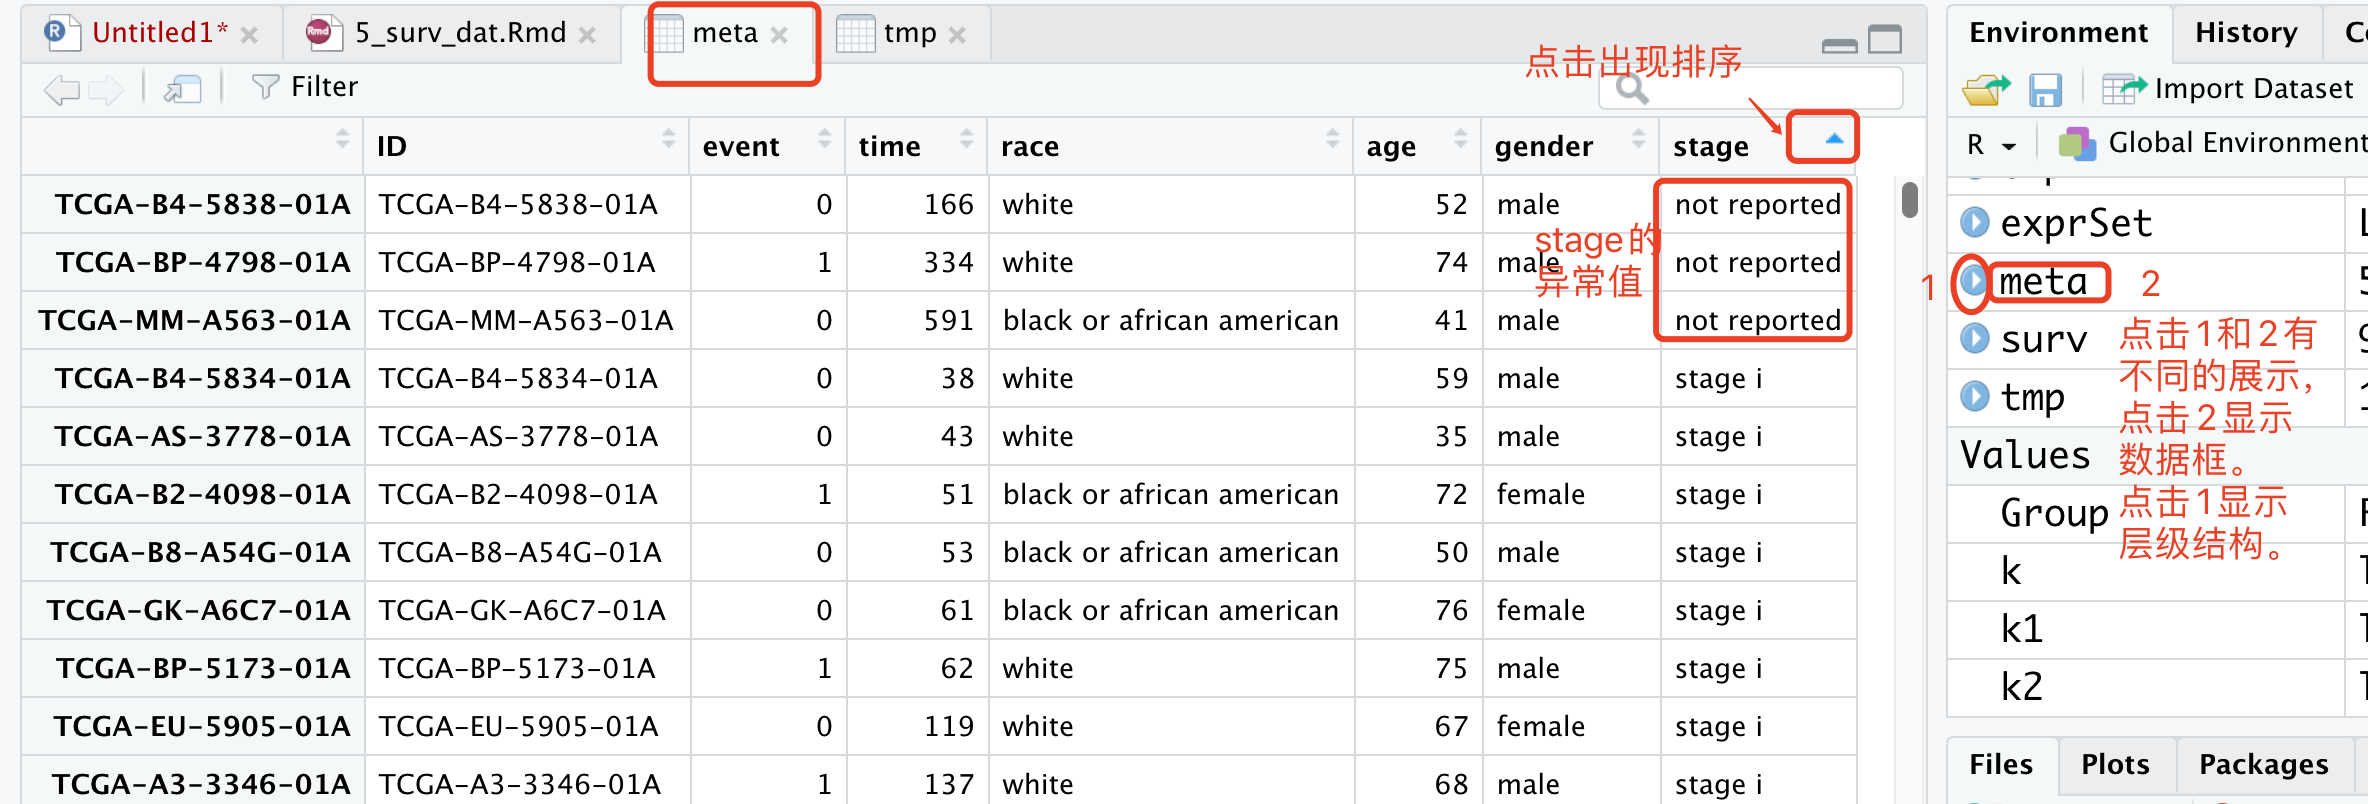 Untitled1*
5_surv_dat.Rmd
meta
tmp
Filter
点击出现排序
ID event time race age gender stage
TCGA-B4-5838-01A TCGA-B4-5838-01A 0 166 white 52 male not reported
TCGA-BP-4798-01A TCGA-BP-4798-01A 1 334 white 74 male not reported
TCGA-MM-A563-01A TCGA-MM-A563-01A 0 591 black or african american 41 male not reported
TCGA-B4-5834-01A TCGA-B4-5834-01A 0 38 white 59 male stage i
TCGA-AS-3778-01A TCGA-AS-3778-01A 0 43 white 35 male stage i
TCGA-B2-4098-01A TCGA-B2-4098-01A 1 51 black or african american 72 female stage i
TCGA-B8-A54G-01A TCGA-B8-A54G-01A 0 53 black or african american 50 male stage i
TCGA-GK-A6C7-01A TCGA-GK-A6C7-01A 0 61 black or african american 76 female stage i
TCGA-BP-5173-01A TCGA-BP-5173-01A 1 62 white 75 male stage i
TCGA-EU-5905-01A TCGA-EU-5905-01A 0 119 white 67 female stage i
TCGA-A3-3346-01A TCGA-A3-3346-01A 1 137 white 68 male stage i
stage的
异常值
Environment History
Import Dataset
R Global Environment
exprSet
1 meta 2
surv
tmp
Values
Group
k
k1
k2
点击1和2有
不同的展示，
点击2显示
数据框。
点击1显示
层级结构。
Files Plots Packages